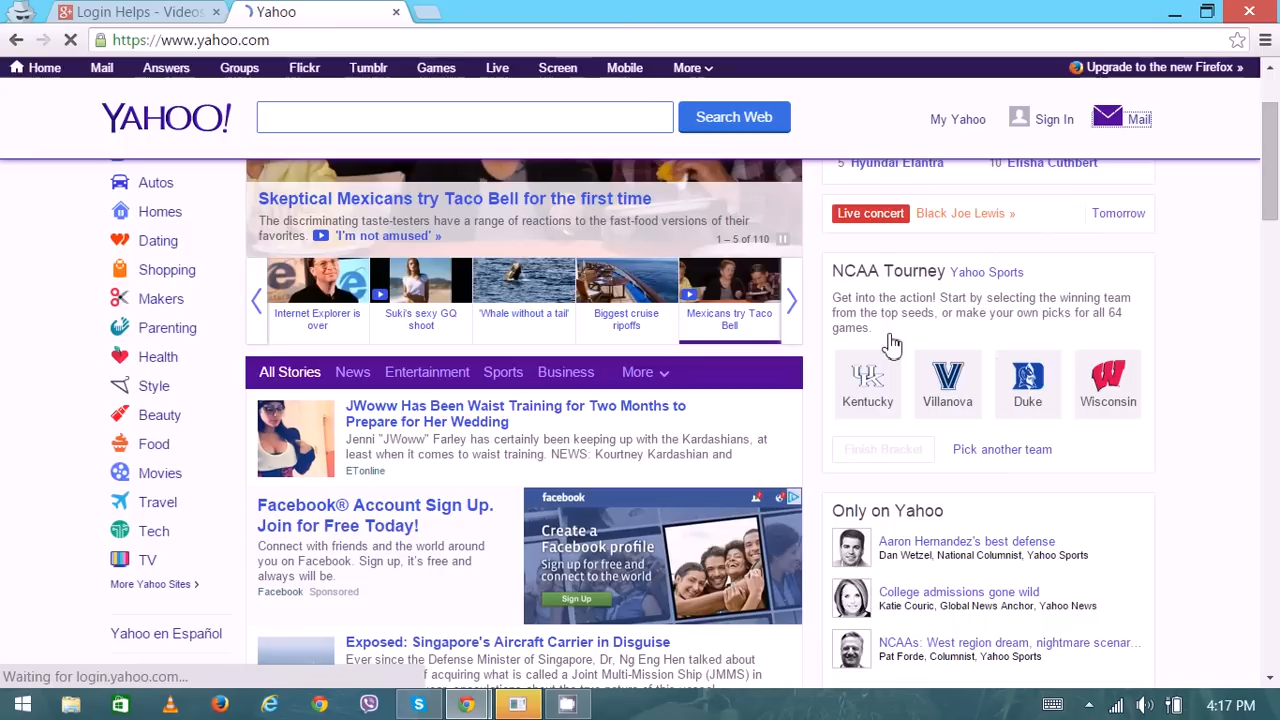 Login Helps - Videos
Yahoo
https://www.yahoo.com
Home Mail Answers Groups Flickr Tumblr Games Live Screen Mobile More Upgrade to the new Firefox »
YAHOO!
Search Web
My Yahoo Sign In Mail
Autos
Homes
Dating
Shopping
Makers
Parenting
Health
Style
Beauty
Food
Movies
Travel
Tech
TV
More Yahoo Sites >
Yahoo en Español
Skeptical Mexicans try Taco Bell for the first time
The discriminating taste-testers have a range of reactions to the fast-food versions of their
favorites. 'I'm not amused' »
1 – 5 of 110
Internet Explorer is
over
Suki's sexy GQ
shoot
'Whale without a tail'
Biggest cruise
ripoffs
Mexicans try Taco
Bell
All Stories News Entertainment Sports Business More
JWoww Has Been Waist Training for Two Months to
Prepare for Her Wedding
Jenni "JWoww" Farley has certainly been keeping up with the Kardashians, at
least when it comes to waist training. NEWS: Kourtney Kardashian and
ETonline
Facebook® Account Sign Up.
Join for Free Today!
Connect with friends and the world around
you on Facebook. Sign up, it's free and
always will be.
Facebook Sponsored
facebook
Create a
Facebook profile
Sign up for free and
connect to the world
Sign Up
Exposed: Singapore's Aircraft Carrier in Disguise
Ever since the Defense Minister of Singapore, Dr, Ng Eng Hen talked about
of acquiring what is called a Joint Multi-Mission Ship (JMMS) in
5 Hyundai Elantra 10 Elisha Cuthbert
Live concert Black Joe Lewis » Tomorrow
NCAA Tourney Yahoo Sports
Get into the action! Start by selecting the winning team
from the top seeds, or make your own picks for all 64
games.
Kentucky Villanova Duke Wisconsin
Finish Bracket Pick another team
Only on Yahoo
Aaron Hernandez's best defense
Dan Wetzel, National Columnist, Yahoo Sports
College admissions gone wild
Katie Couric, Global News Anchor, Yahoo News
NCAAs: West region dream, nightmare scenar...
Pat Forde, Columnist, Yahoo Sports
Waiting for login.yahoo.com...
4:17 PM